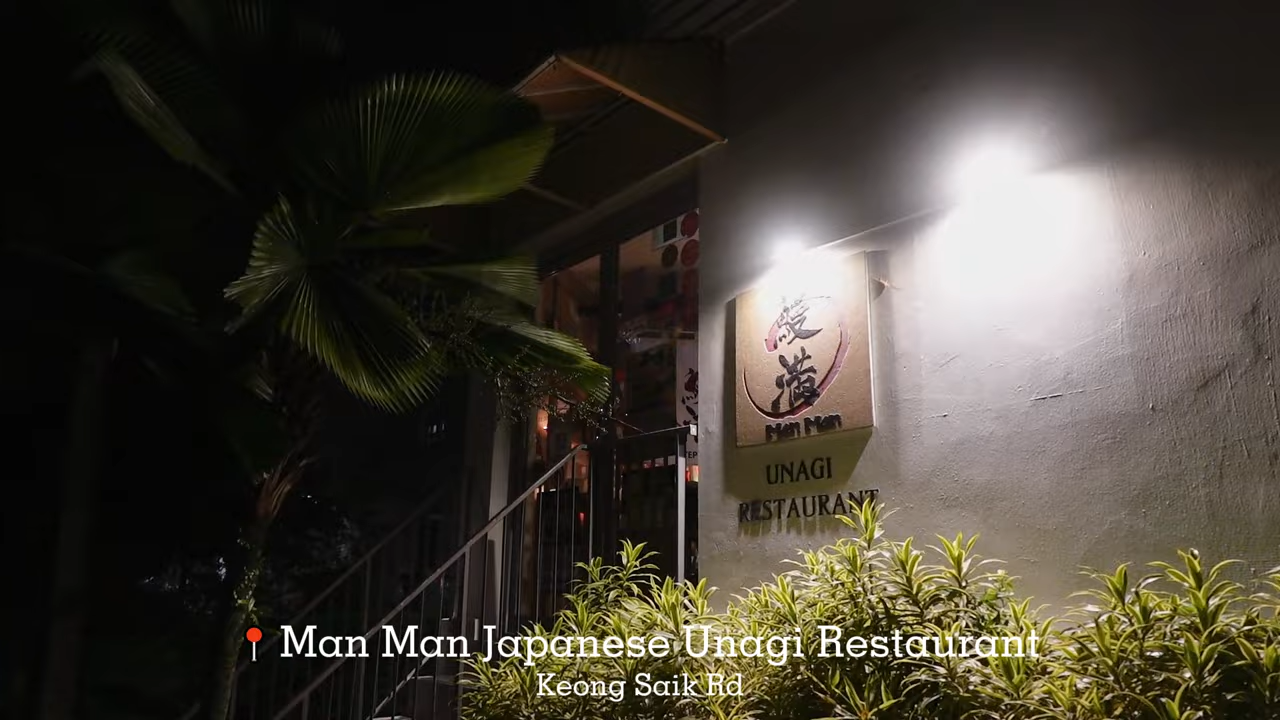 鰻
満
Man Man
UNAGI
RESTAURANT
Man Man Japanese Unagi Restaurant
Keong Saik Rd